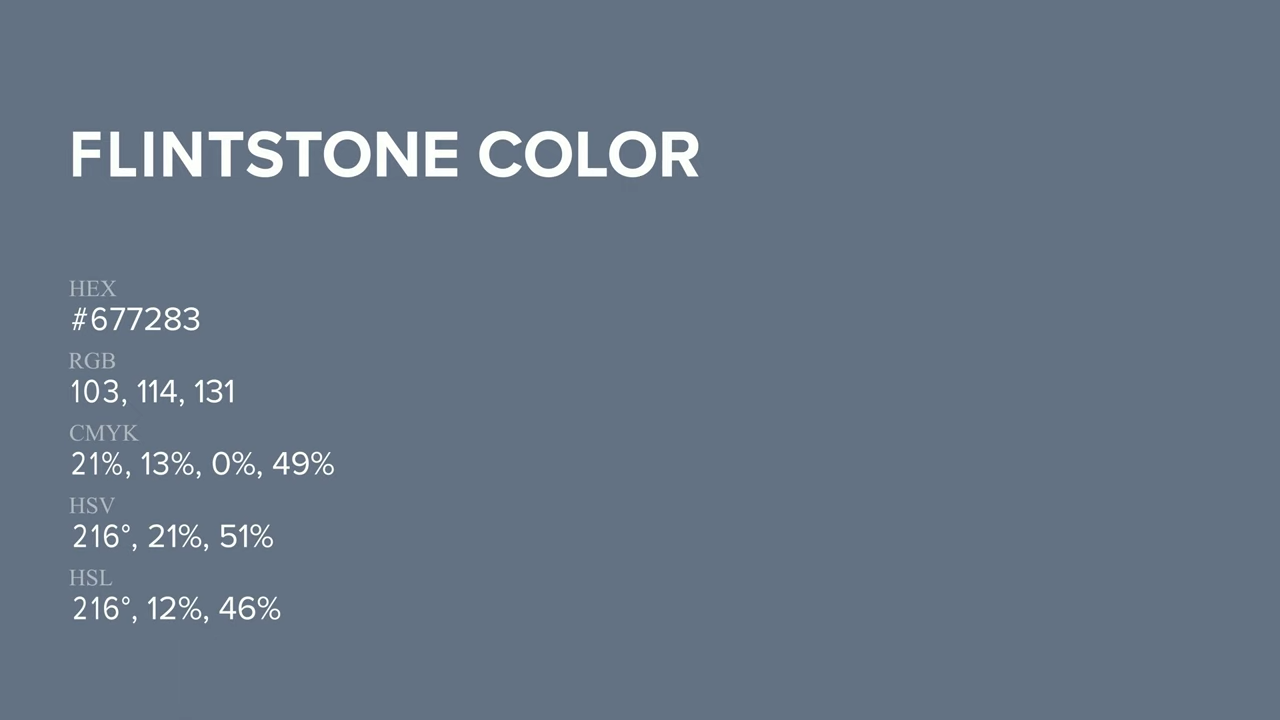 FLINTSTONE COLOR
HEX
#677283
RGB
103, 114, 131
CMYK
21%, 13%, 0%, 49%
HSV
216°, 21%, 51%
HSL
216°, 12%, 46%